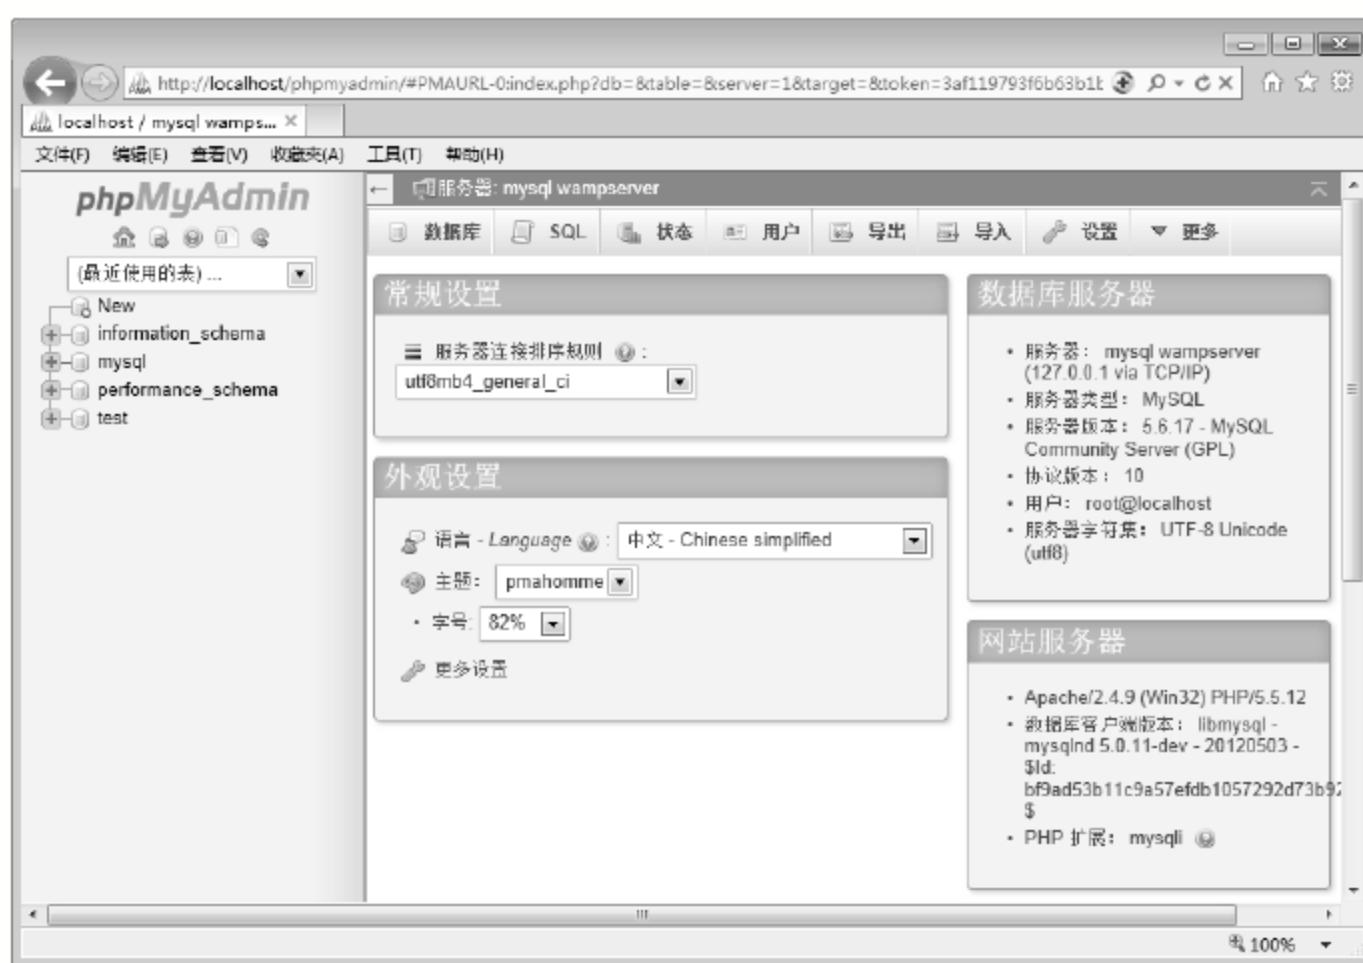 http://localhost/phpmyadmin/#PMAURL-0:index.php?db=&table=&server=1&target=&token=3af119793f6b63b1b
localhost / mysql wamps...
文件(F) 编辑(E) 查看(V) 收藏夹(A) 工具(T) 帮助(H)
phpMyAdmin
(最近使用的表) ...
New
information_schema
mysql
performance_schema
test
服务器: mysql wampserver
数据库 SQL 状态 用户 导出 导入 设置 更多
常规设置
服务器连接排序规则 :
utf8mb4_general_ci
外观设置
语言 - Language : 中文 - Chinese simplified
主题: pmahomme
• 字号: 82%
更多设置
数据库服务器
• 服务器: mysql wampserver
(127.0.0.1 via TCP/IP)
• 服务器类型: MySQL
• 服务器版本: 5.6.17 - MySQL
Community Server (GPL)
• 协议版本: 10
• 用户: root@localhost
• 服务器字符集: UTF-8 Unicode
(utf8)
网站服务器
• Apache/2.4.9 (Win32) PHP/5.5.12
• 数据库客户端版本: libmysql -
mysqlnd 5.0.11-dev - 20120503 -
$Id:
bf9ad53b11c9a57efdb1057292d73b92
$
• PHP 扩展: mysqli
100%